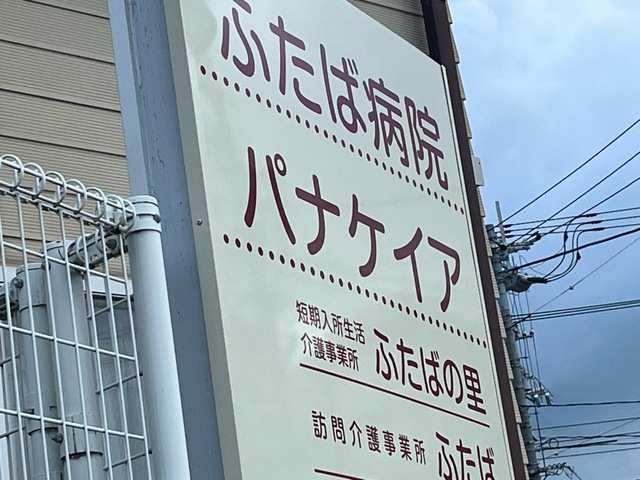 ふたば病院
パナケイア
短期入所生活
介護事業所
ふたばの里
訪問介護事業所 ふたば